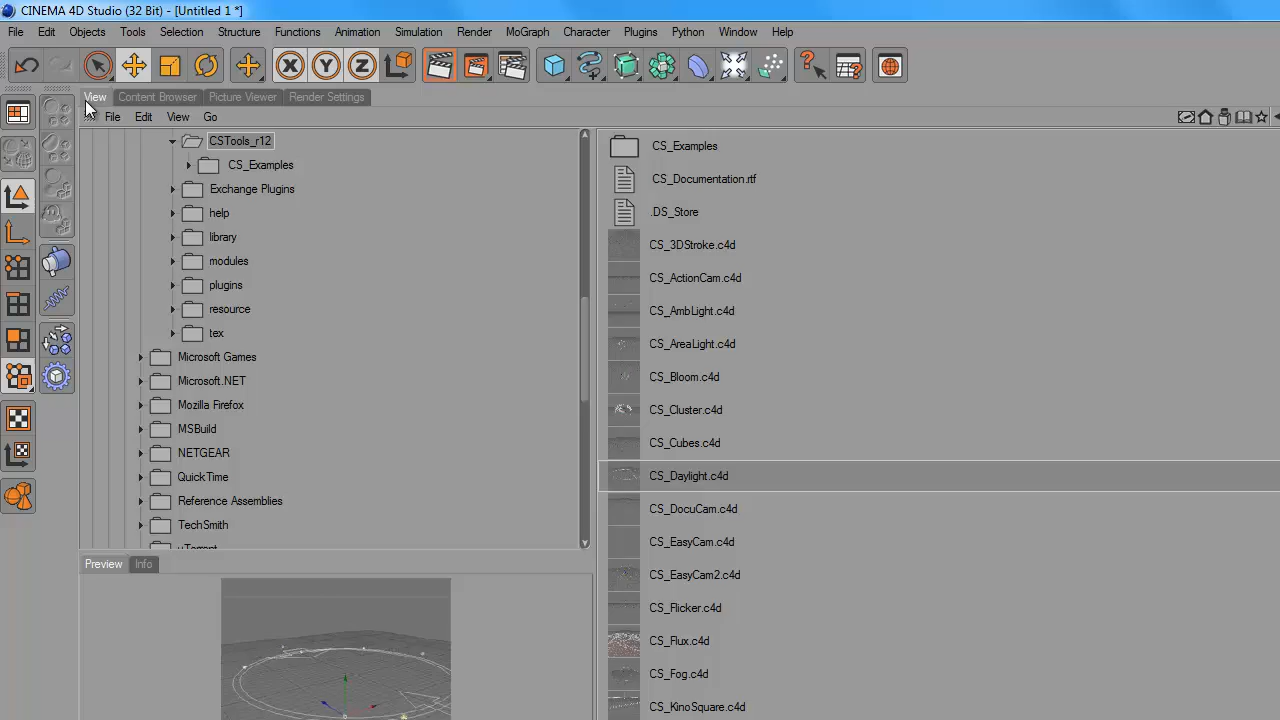 CINEMA 4D Studio (32 Bit) - [Untitled 1 *]
File Edit Objects Tools Selection Structure Functions Animation Simulation Render MoGraph Character Plugins Python Window Help
View Content Browser Picture Viewer Render Settings
File Edit View Go
CSTools_r12
CS_Examples
Exchange Plugins
help
library
modules
plugins
resource
tex
Microsoft Games
Microsoft.NET
Mozilla Firefox
MSBuild
NETGEAR
QuickTime
Reference Assemblies
TechSmith
uTorrent
CS_Examples
CS_Documentation.rtf
.DS_Store
CS_3DStroke.c4d
CS_ActionCam.c4d
CS_AmbLight.c4d
CS_AreaLight.c4d
CS_Bloom.c4d
CS_Cluster.c4d
CS_Cubes.c4d
CS_Daylight.c4d
CS_DocuCam.c4d
CS_EasyCam.c4d
CS_EasyCam2.c4d
CS_Flicker.c4d
CS_Flux.c4d
CS_Fog.c4d
CS_KinoSquare.c4d
Preview Info